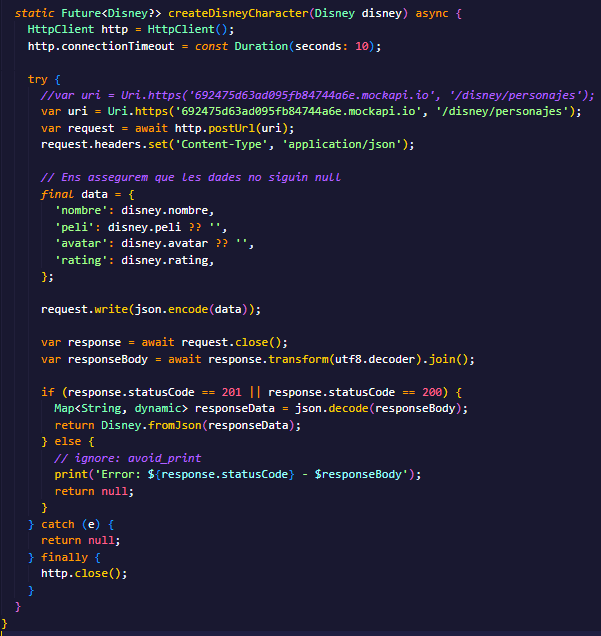 static Future<Disney?> createDisneyCharacter(Disney disney) async {
HttpClient http = HttpClient();
http.connectionTimeout = const Duration(seconds: 10);
try {
//var uri = Uri.https('692475d63ad095fb84744a6e.mockapi.io', '/disney/personajes');
var uri = Uri.https('692475d63ad095fb84744a6e.mockapi.io', '/disney/personajes');
var request = await http.postUrl(uri);
request.headers.set('Content-Type', 'application/json');
// Ens assegurem que les dades no siguin null
final data = {
'nombre': disney.nombre,
'peli': disney.peli ?? '',
'avatar': disney.avatar ?? '',
'rating': disney.rating,
};
request.write(json.encode(data));
var response = await request.close();
var responseBody = await response.transform(utf8.decoder).join();
if (response.statusCode == 201 || response.statusCode == 200) {
Map<String, dynamic> responseData = json.decode(responseBody);
return Disney.fromJson(responseData);
} else {
// ignore: avoid_print
print('Error: ${response.statusCode} - $responseBody');
return null;
}
} catch (e) {
return null;
} finally {
http.close();
}
}
}